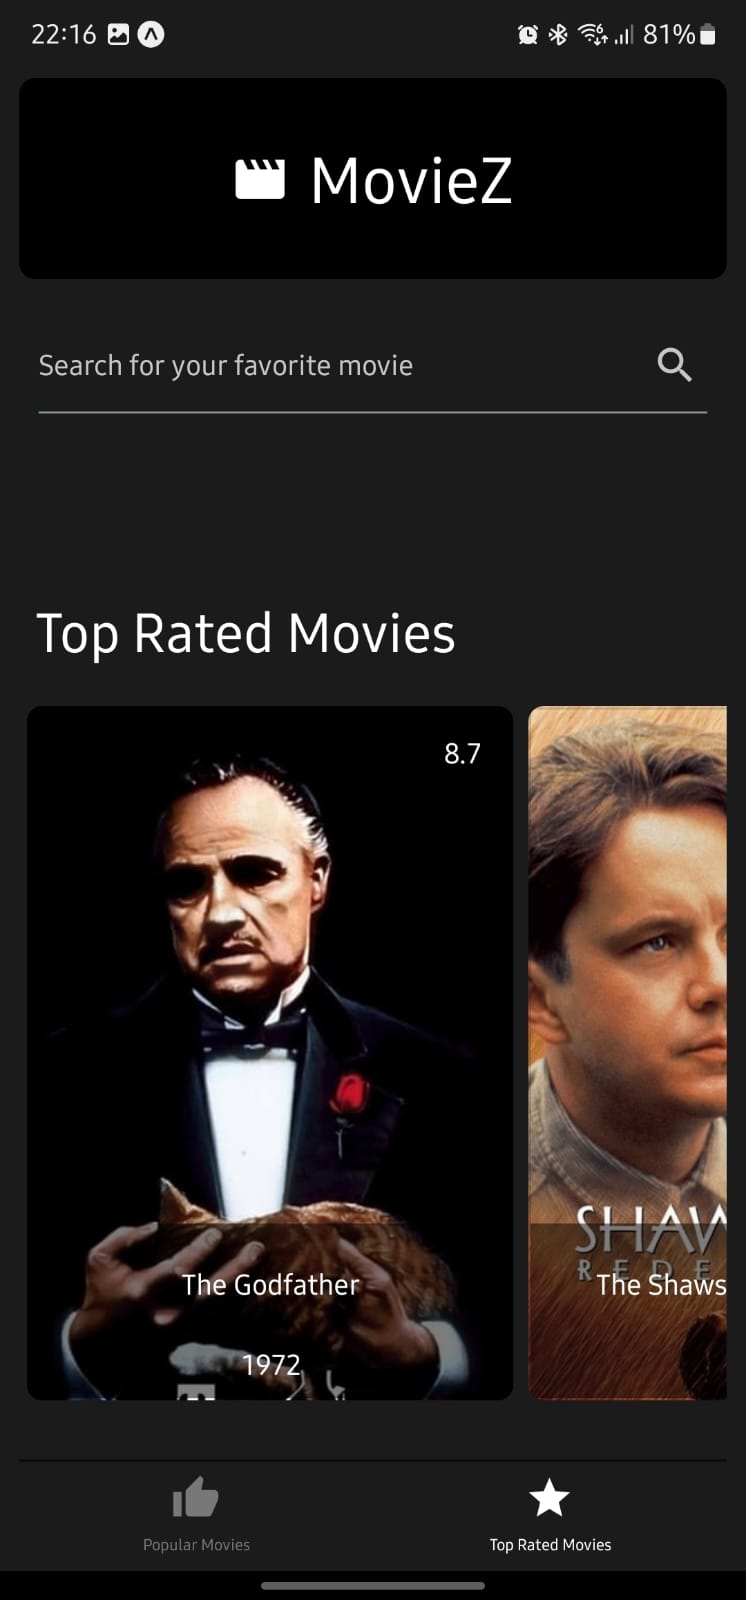 22:16
81%
MovieZ
Search for your favorite movie
Top Rated Movies
8.7
SHAW
REDE
The Godfather
The Shaws
1972
Popular Movies
Top Rated Movies